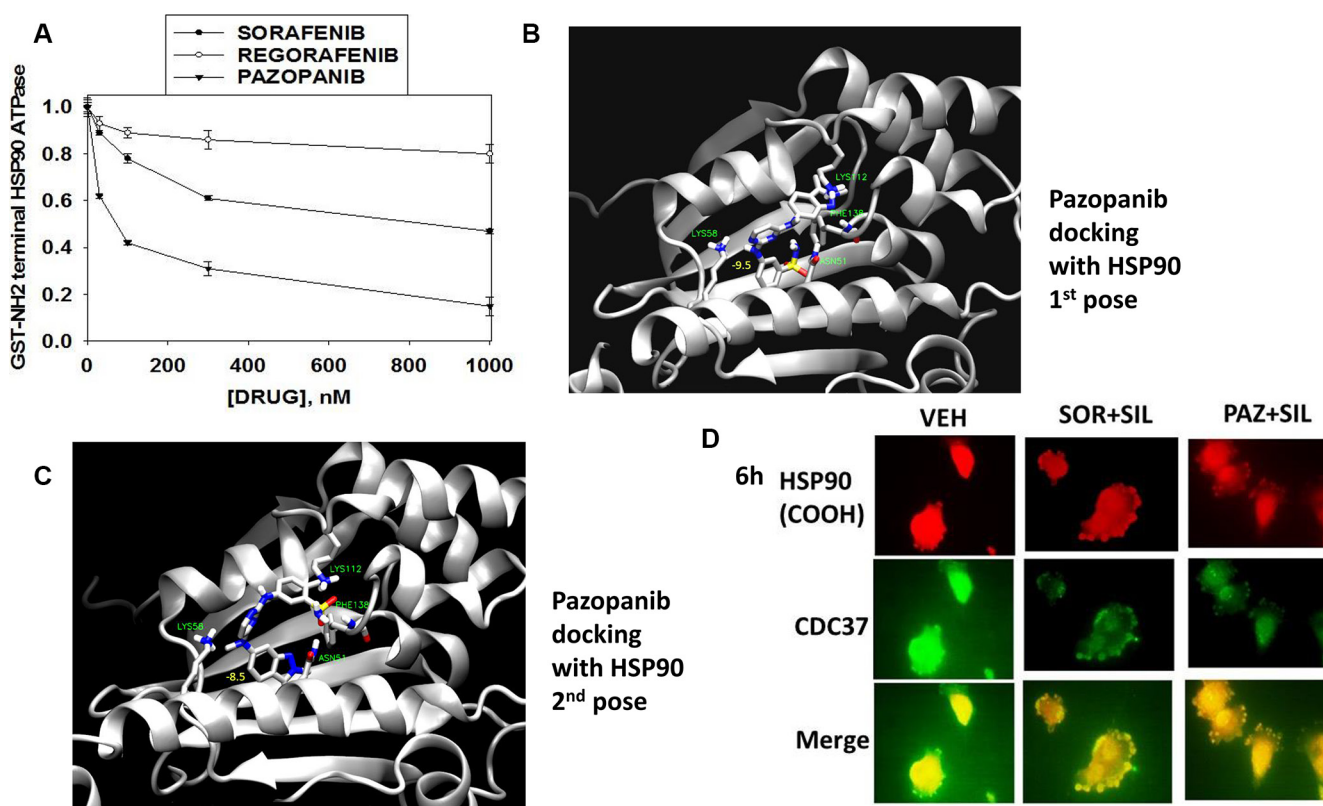 A
SORAFENIB
REGORAFENIB
PAZOPANIB
GST-NH2 terminal HSP90 ATPase
1.0
0.8
0.6
0.4
0.2
0.0
0 200 400 600 800 1000
[DRUG], nM
B
LYS112
PHE138
LYS58
ASN51
-9.5
Pazopanib
docking
with HSP90
1st pose
C
LYS112
PHE138
LYS58
ASN51
-8.5
Pazopanib
docking
with HSP90
2nd pose
D
VEH SOR+SIL PAZ+SIL
6h
HSP90
(COOH)
CDC37
Merge